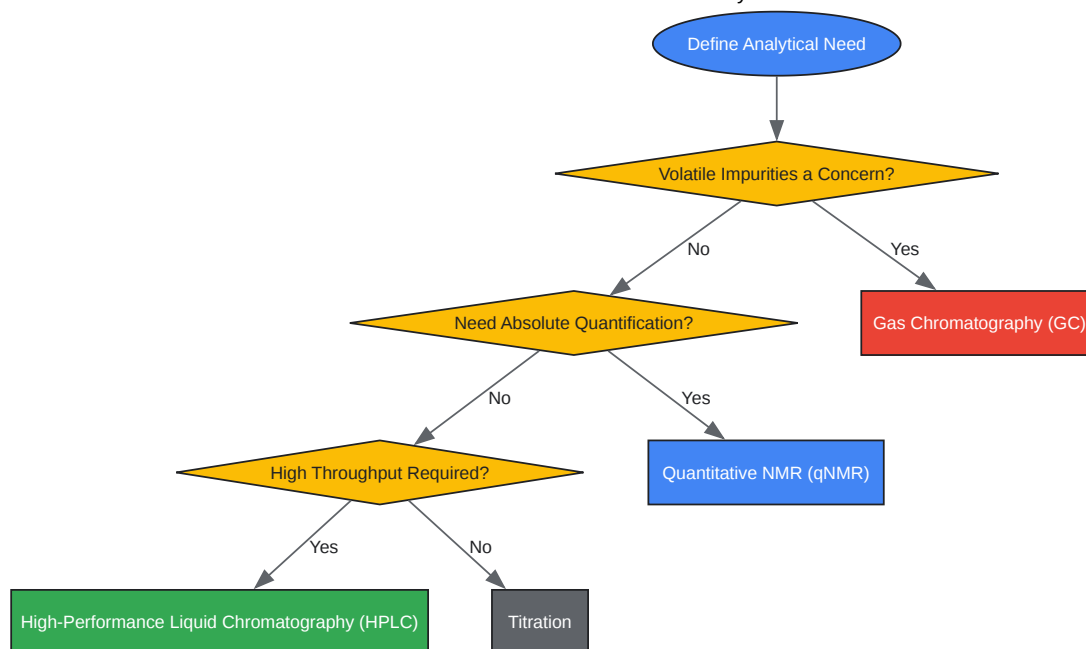 Define Analytical Need
Volatile Impurities a Concern?
No
Yes
Need Absolute Quantification?
Gas Chromatography (GC)
No
Yes
High Throughput Required?
Quantitative NMR (qNMR)
Yes
No
High-Performance Liquid Chromatography (HPLC)
Titration